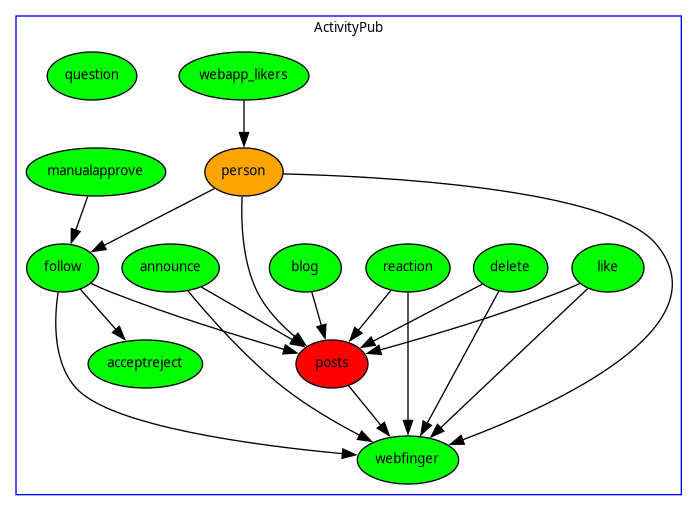 ActivityPub
question
webapp_likers
manualapprove
person
follow
announce
blog
reaction
delete
like
acceptreject
posts
webfinger